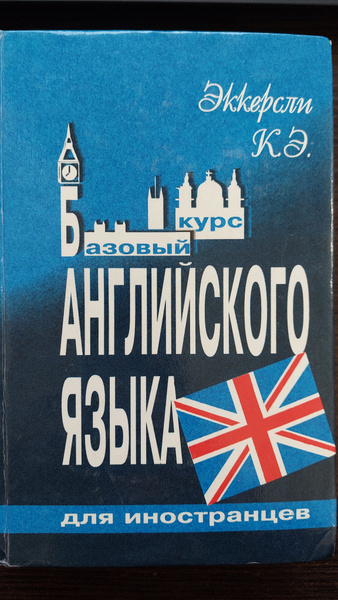 Эккерсли
К.Э.
Базовый курс
АНГЛИЙСКОГО
ЯЗЫКА
для иностранцев